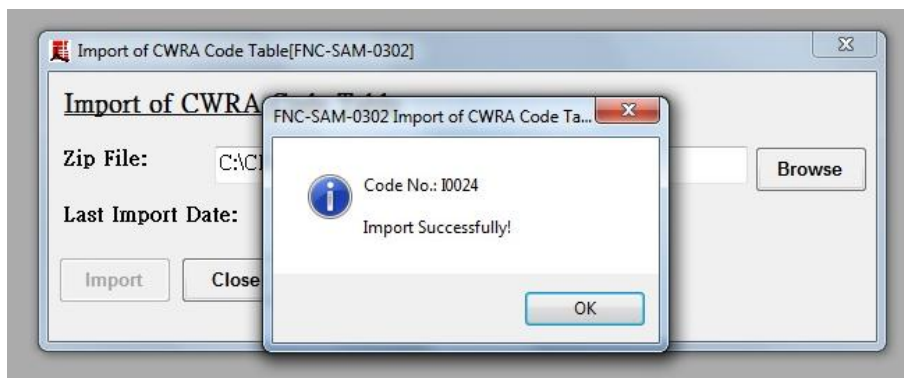 Import of CWRA Code Table[FNC-SAM-0302]
Import of CWRA
FNC-SAM-0302 Import of CWRA Code Ta...
Zip File:
C:\C
Browse
Code No.: I0024
Last Import Date:
Import Successfully!
Import
Close
OK